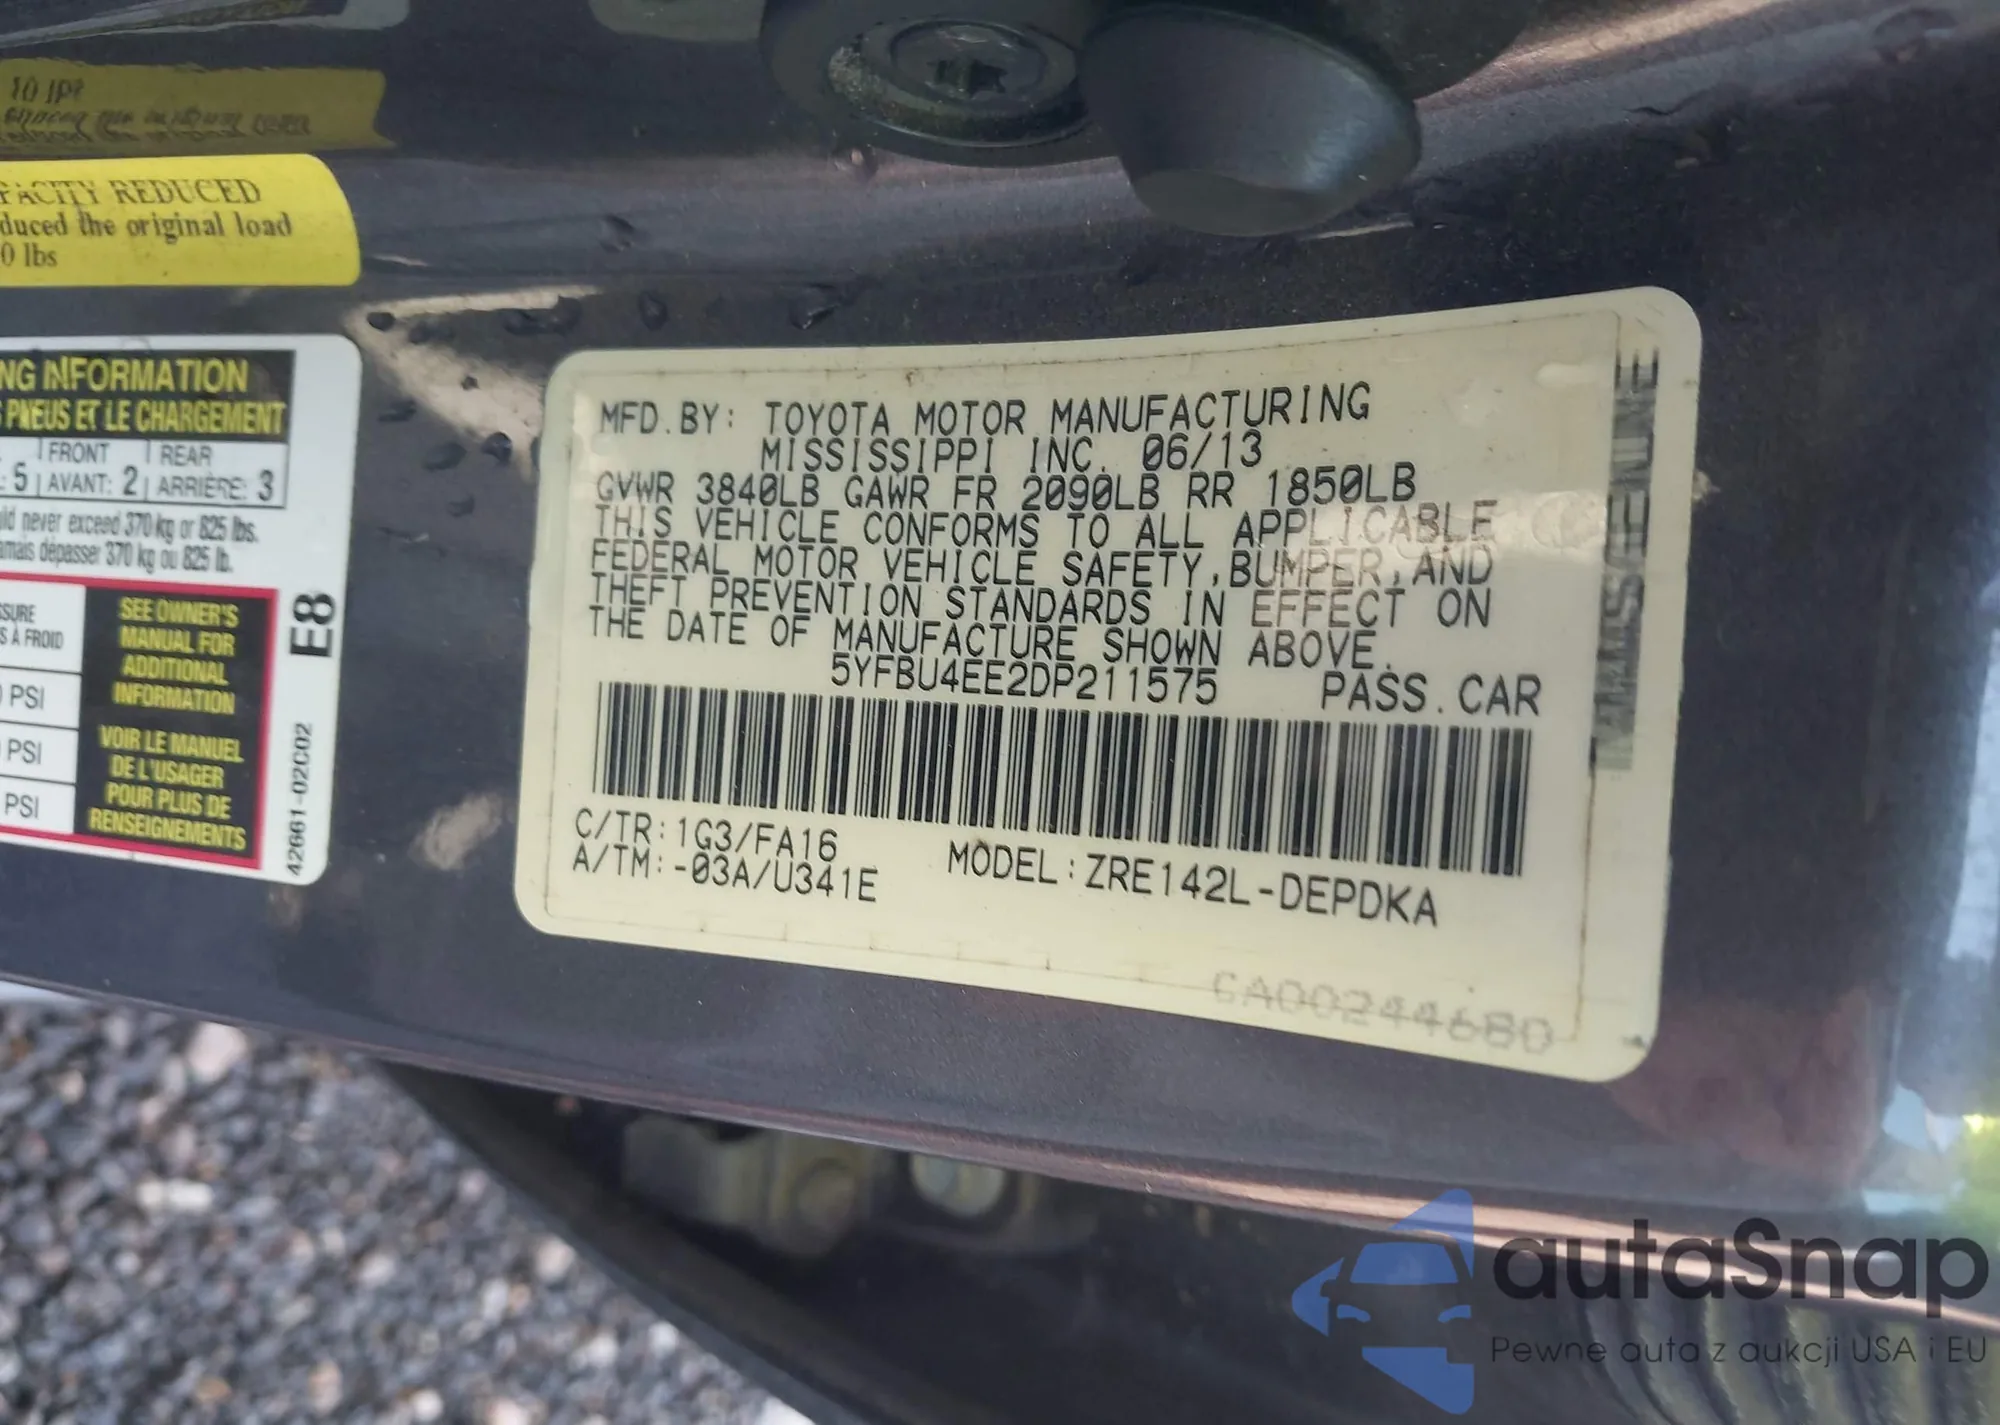 PACITY REDUCED
duced the original load
0 lbs
NG INFORMATION
S PNEUS ET LE CHARGEMENT
FRONT REAR
: 5 AVANT: 2 ARRIÈRE: 3
ld never exceed 370 kg or 825 lbs.
amais dépasser 370 kg ou 825 lb.
SSURE
S À FROID
PSI
PSI
PSI
SEE OWNER'S
MANUAL FOR
ADDITIONAL
INFORMATION
VOIR LE MANUEL
DE L'USAGER
POUR PLUS DE
RENSEIGNEMENTS
E8
42661-02C02
MFD.BY: TOYOTA MOTOR MANUFACTURING
MISSISSIPPI INC. 06/13
GVWR 3840LB GAWR FR 2090LB RR 1850LB
THIS VEHICLE CONFORMS TO ALL APPLICABLE
FEDERAL MOTOR VEHICLE SAFETY,BUMPER,AND
THEFT PREVENTION STANDARDS IN EFFECT ON
THE DATE OF MANUFACTURE SHOWN ABOVE.
5YFBU4EE2DP211575 PASS.CAR
C/TR:1G3/FA16
A/TM:-03A/U341E
MODEL:ZRE142L-DEPDKA
CA00244680
autaSnap
Pewne auta z aukcji USA i EU